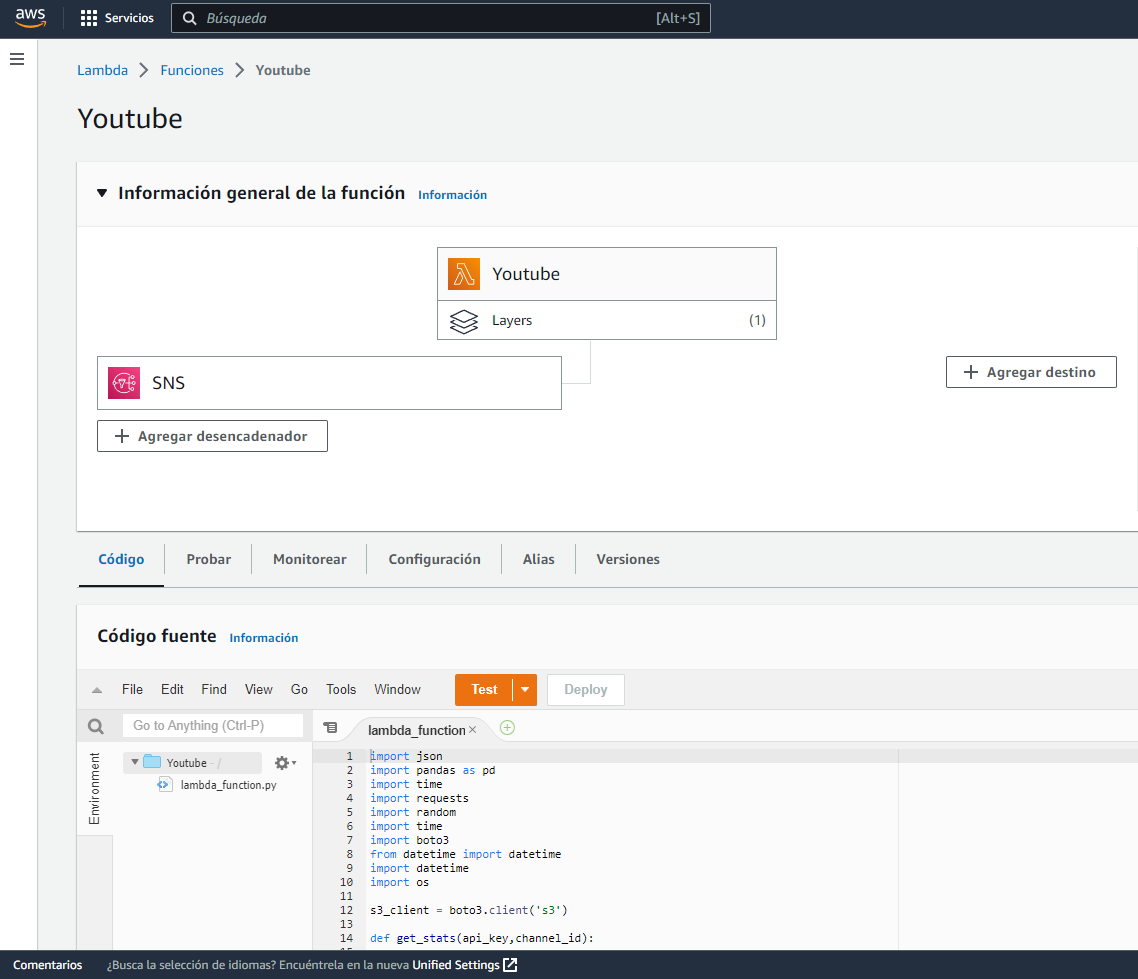 aws Servicios Búsqueda [Alt+S]
Lambda Funciones Youtube
Youtube
Información general de la función Información
Youtube
Layers (1)
SNS
Agregar destino
Agregar desencadenador
Código Probar Monitorear Configuración Alias Versiones
Código fuente Información
File Edit Find View Go Tools Window Test Deploy
Go to Anything (Ctrl-P) lambda_function ×
Environment
Youtube - /
lambda_function.py
1 import json
2 import pandas as pd
3 import time
4 import requests
5 import random
6 import time
7 import boto3
8 from datetime import datetime
9 import datetime
10 import os
11
12 s3_client = boto3.client('s3')
13
14 def get_stats(api_key,channel_id):
Comentarios ¿Busca la selección de idiomas? Encuéntrela en la nueva Unified Settings